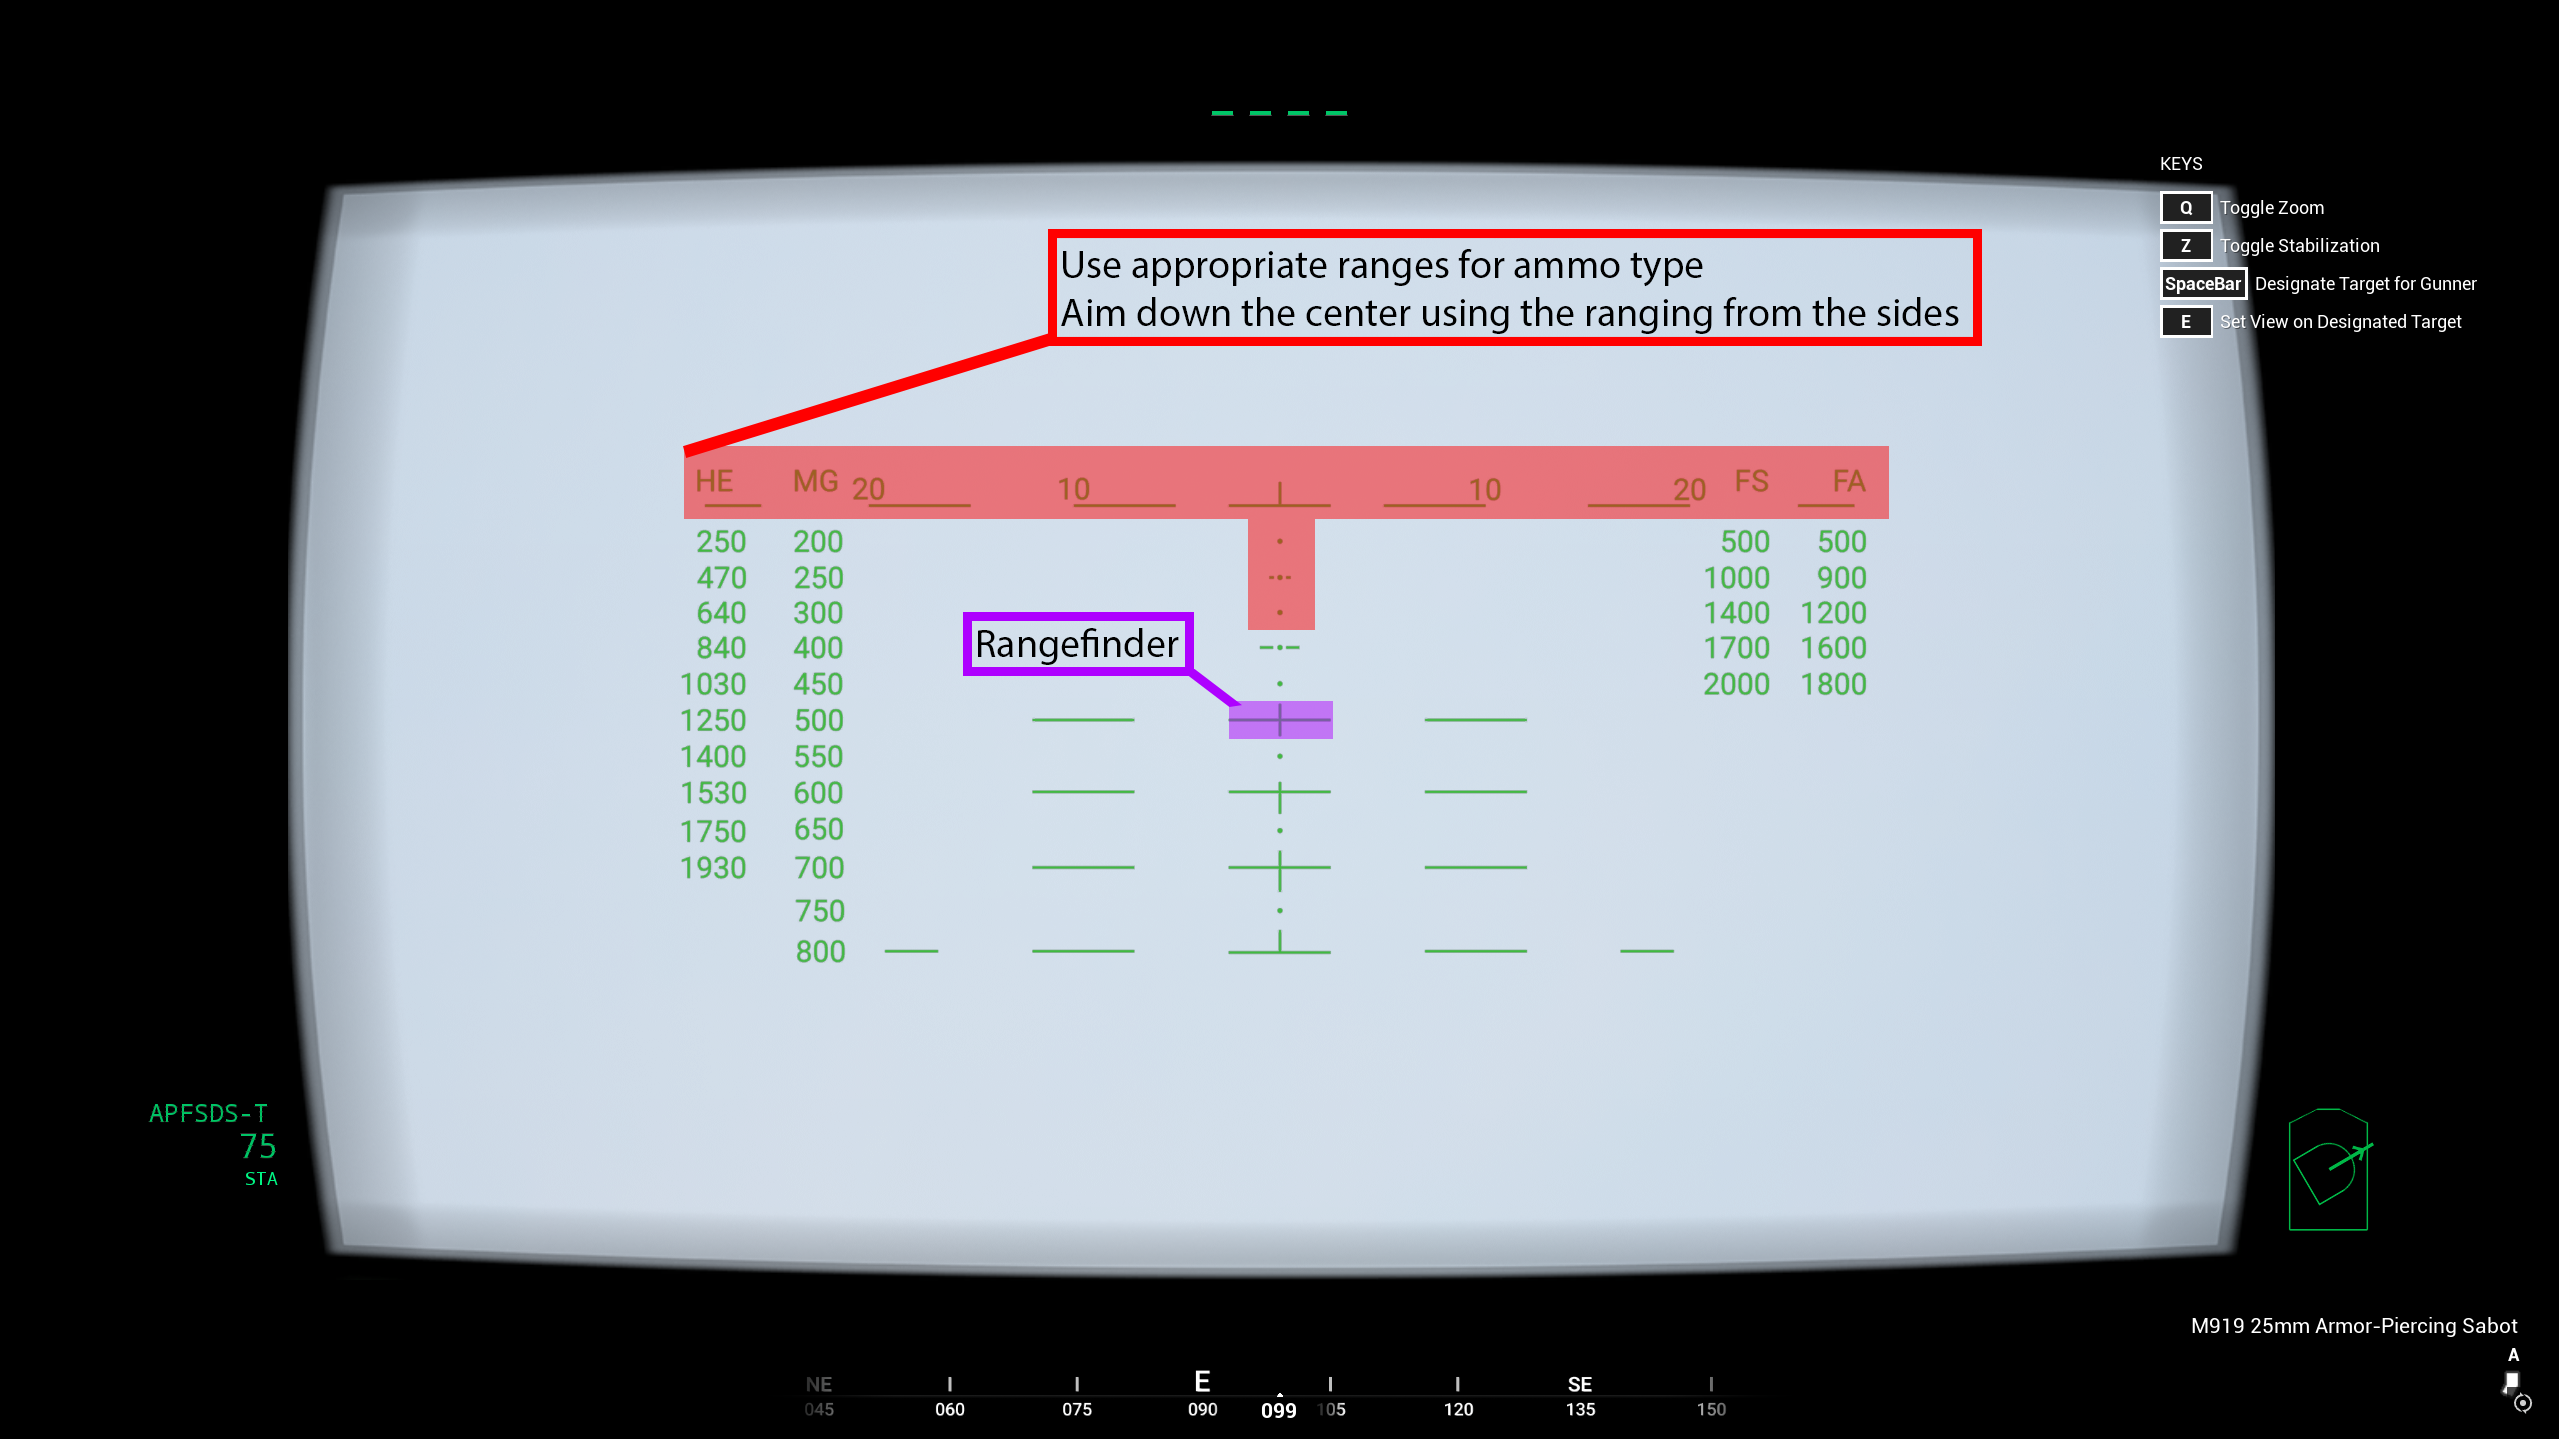 KEYS
Q Toggle Zoom
Z Toggle Stabilization
SpaceBar Designate Target for Gunner
E Set View on Designated Target
Use appropriate ranges for ammo type
Aim down the center using the ranging from the sides
HE MG 20 10 10 20 FS FA
250 200 500 500
470 250 1000 900
640 300 1400 1200
Rangefinder
840 400 1700 1600
1030 450 2000 1800
1250 500
1400 550
1530 600
1750 650
1930 700
750
800
APFSDS-T
75
STA
M919 25mm Armor-Piercing Sabot
A
NE E SE
045 060 075 090 099 105 120 135 150